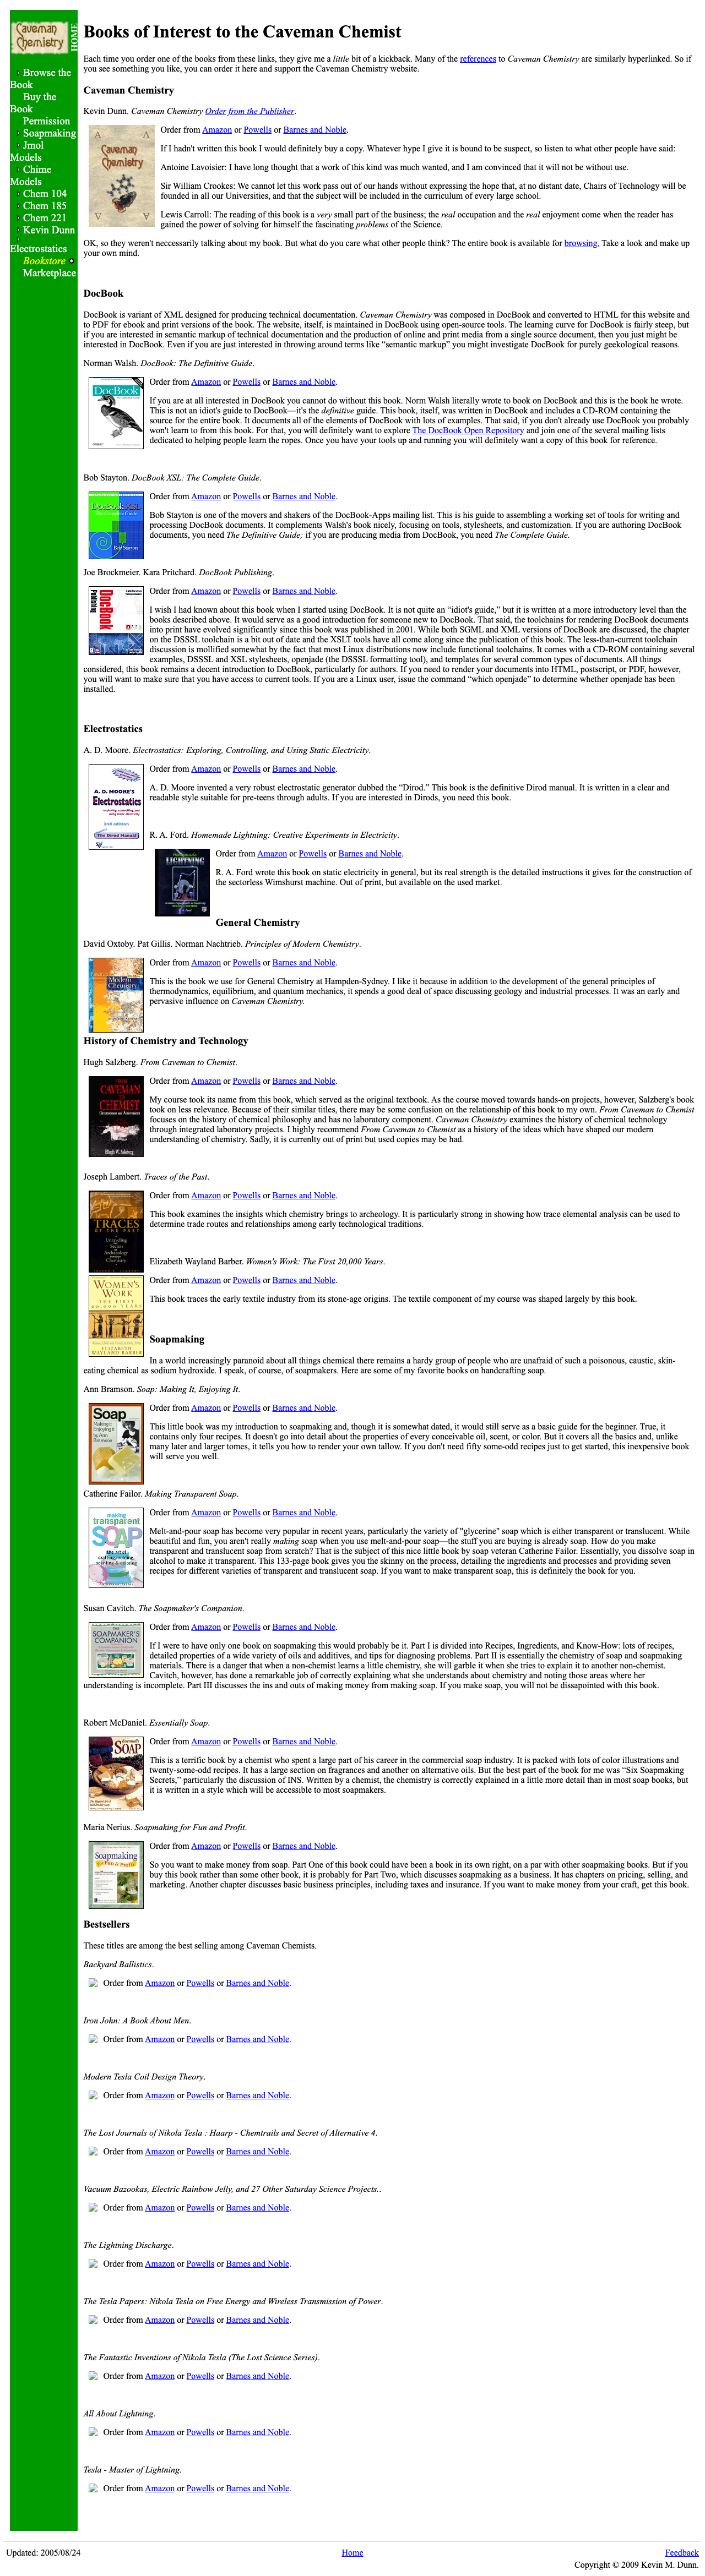 Caveman
Chemistry
HOME
Browse the
Book
Buy the
Book
Permission
Soapmaking
Jmol
Models
Chime
Models
Chem 104
Chem 185
Chem 221
Kevin Dunn
Electrostatics
Bookstore
Marketplace
Books of Interest to the Caveman Chemist
Each time you order one of the books from these links, they give me a little bit of a kickback. Many of the references to Caveman Chemistry are similarly hyperlinked. So if
you see something you like, you can order it here and support the Caveman Chemistry website.
Caveman Chemistry
Kevin Dunn. Caveman Chemistry Order from the Publisher.
Caveman
Chemistry
Order from Amazon or Powells or Barnes and Noble.
If I hadn't written this book I would definitely buy a copy. Whatever hype I give it is bound to be suspect, so listen to what other people have said:
Antoine Lavoisier: I have long thought that a work of this kind was much wanted, and I am convinced that it will not be without use.
Sir William Crookes: We cannot let this work pass out of our hands without expressing the hope that, at no distant date, Chairs of Technology will be
founded in all our Universities, and that the subject will be included in the curriculum of every large school.
Lewis Carroll: The reading of this book is a very small part of the business; the real occupation and the real enjoyment come when the reader has
gained the power of solving for himself the fascinating problems of the Science.
OK, so they weren't neccessarily talking about my book. But what do you care what other people think? The entire book is available for browsing. Take a look and make up
your own mind.
DocBook
DocBook is variant of XML designed for producing technical documentation. Caveman Chemistry was composed in DocBook and converted to HTML for this website and
to PDF for ebook and print versions of the book. The website, itself, is maintained in DocBook using open-source tools. The learning curve for DocBook is fairly steep, but
if you are interested in semantic markup of technical documentation and the production of online and print media from a single source document, then you just might be
interested in DocBook. Even if you are just interested in throwing around terms like “semantic markup” you might investigate DocBook for purely geekological reasons.
Norman Walsh. DocBook: The Definitive Guide.
DocBook
Order from Amazon or Powells or Barnes and Noble.
If you are at all interested in DocBook you cannot do without this book. Norm Walsh literally wrote to book on DocBook and this is the book he wrote.
This is not an idiot's guide to DocBook—it's the definitive guide. This book, itself, was written in DocBook and includes a CD-ROM containing the
source for the entire book. It documents all of the elements of DocBook with lots of examples. That said, if you don't already use DocBook you probably
won't learn to from this book. For that, you will definitely want to explore The DocBook Open Repository and join one of the several mailing lists
dedicated to helping people learn the ropes. Once you have your tools up and running you will definitely want a copy of this book for reference.
Bob Stayton. DocBook XSL: The Complete Guide.
DocBook XSL
The Complete Guide
Bob Stayton
Order from Amazon or Powells or Barnes and Noble.
Bob Stayton is one of the movers and shakers of the DocBook-Apps mailing list. This is his guide to assembling a working set of tools for writing and
processing DocBook documents. It complements Walsh's book nicely, focusing on tools, stylesheets, and customization. If you are authoring DocBook
documents, you need The Definitive Guide; if you are producing media from DocBook, you need The Complete Guide.
Joe Brockmeier. Kara Pritchard. DocBook Publishing.
DocBook
Publishing
Order from Amazon or Powells or Barnes and Noble.
I wish I had known about this book when I started using DocBook. It is not quite an “idiot's guide,” but it is written at a more introductory level than the
books described above. It would serve as a good introduction for someone new to DocBook. That said, the toolchains for rendering DocBook documents
into print have evolved significantly since this book was published in 2001. While both SGML and XML versions of DocBook are discussed, the chapter
on the DSSSL toolchain is a bit out of date and the XSLT tools have all come along since the publication of this book. The less-than-current toolchain
discussion is mollified somewhat by the fact that most Linux distributions now include functional toolchains. It comes with a CD-ROM containing several
examples, DSSSL and XSL stylesheets, openjade (the DSSSL formatting tool), and templates for several common types of documents. All things
considered, this book remains a decent introduction to DocBook, particularly for authors. If you need to render your documents into HTML, postscript, or PDF, however,
you will want to make sure that you have access to current tools. If you are a Linux user, issue the command “which openjade” to determine whether openjade has been
installed.
Electrostatics
A. D. Moore. Electrostatics: Exploring, Controlling, and Using Static Electricity.
A.D. MOORE'S
Electrostatics
2nd edition
The Dirod Manual
Order from Amazon or Powells or Barnes and Noble.
A. D. Moore invented a very robust electrostatic generator dubbed the “Dirod.” This book is the definitive Dirod manual. It is written in a clear and
readable style suitable for pre-teens through adults. If you are interested in Dirods, you need this book.
R. A. Ford. Homemade Lightning: Creative Experiments in Electricity.
LIGHTNING
Order from Amazon or Powells or Barnes and Noble.
R. A. Ford wrote this book on static electricity in general, but its real strength is the detailed instructions it gives for the construction of
the sectorless Wimshurst machine. Out of print, but available on the used market.
General Chemistry
David Oxtoby. Pat Gillis. Norman Nachtrieb. Principles of Modern Chemistry.
Modern
Chemistry
Order from Amazon or Powells or Barnes and Noble.
This is the book we use for General Chemistry at Hampden-Sydney. I like it because in addition to the development of the general principles of
thermodynamics, equilibrium, and quantum mechanics, it spends a good deal of space discussing geology and industrial processes. It was an early and
pervasive influence on Caveman Chemistry.
History of Chemistry and Technology
Hugh Salzberg. From Caveman to Chemist.
FROM
CAVEMAN
TO
CHEMIST
Hugh W. Salzberg
Order from Amazon or Powells or Barnes and Noble.
My course took its name from this book, which served as the original textbook. As the course moved towards hands-on projects, however, Salzberg's book
took on less relevance. Because of their similar titles, there may be some confusion on the relationship of this book to my own. From Caveman to Chemist
focuses on the history of chemical philosophy and has no laboratory component. Caveman Chemistry examines the history of chemical technology
through integrated laboratory projects. I highly recommend From Caveman to Chemist as a history of the ideas which have shaped our modern
understanding of chemistry. Sadly, it is currenlty out of print but used copies may be had.
Joseph Lambert. Traces of the Past.
TRACES
OF THE PAST
Order from Amazon or Powells or Barnes and Noble.
This book examines the insights which chemistry brings to archeology. It is particularly strong in showing how trace elemental analysis can be used to
determine trade routes and relationships among early technological traditions.
Elizabeth Wayland Barber. Women's Work: The First 20,000 Years.
WOMEN'S
WORK
THE FIRST
20,000 YEARS
ELIZABETH
WAYLAND BARBER
Order from Amazon or Powells or Barnes and Noble.
This book traces the early textile industry from its stone-age origins. The textile component of my course was shaped largely by this book.
Soapmaking
In a world increasingly paranoid about all things chemical there remains a hardy group of people who are unafraid of such a poisonous, caustic, skin-
eating chemical as sodium hydroxide. I speak, of course, of soapmakers. Here are some of my favorite books on handcrafting soap.
Ann Bramson. Soap: Making It, Enjoying It.
Soap
Making it
Enjoying it
by Ann
Bramson
Order from Amazon or Powells or Barnes and Noble.
This little book was my introduction to soapmaking and, though it is somewhat dated, it would still serve as a basic guide for the beginner. True, it
contains only four recipes. It doesn't go into detail about the properties of every conceivable oil, scent, or color. But it covers all the basics and, unlike
many later and larger tomes, it tells you how to render your own tallow. If you don't need fifty some-odd recipes just to get started, this inexpensive book
will serve you well.
Catherine Failor. Making Transparent Soap.
making
transparent
SOAP
the art of
crafting, molding,
scenting & coloring
Catherine Failor
Order from Amazon or Powells or Barnes and Noble.
Melt-and-pour soap has become very popular in recent years, particularly the variety of "glycerine" soap which is either transparent or translucent. While
beautiful and fun, you aren't really making soap when you use melt-and-pour soap—the stuff you are buying is already soap. How do you make
transparent and translucent soap from scratch? That is the subject of this nice little book by soap veteran Catherine Failor. Essentially, you dissolve soap in
alcohol to make it transparent. This 133-page book gives you the skinny on the process, detailing the ingredients and processes and providing seven
recipes for different varieties of transparent and translucent soap. If you want to make transparent soap, this is definitely the book for you.
Susan Cavitch. The Soapmaker's Companion.
THE
SOAPMAKER'S
COMPANION
Order from Amazon or Powells or Barnes and Noble.
If I were to have only one book on soapmaking this would probably be it. Part I is divided into Recipes, Ingredients, and Know-How: lots of recipes,
detailed properties of a wide variety of oils and additives, and tips for diagnosing problems. Part II is essentially the chemistry of soap and soapmaking
materials. There is a danger when a non-chemist learns a little chemistry, she will garble it when she tries to explain it to another non-chemist.
Cavitch, however, has done a remarkable job of correctly explaining what she understands about chemistry and noting those areas where her
understanding is incomplete. Part III discusses the ins and outs of making money from making soap. If you make soap, you will not be dissapointed with this book.
Robert McDaniel. Essentially Soap.
Essentially
SOAP
Order from Amazon or Powells or Barnes and Noble.
This is a terrific book by a chemist who spent a large part of his career in the commercial soap industry. It is packed with lots of color illustrations and
twenty-some-odd recipes. It has a large section on fragrances and another on alternative oils. But the best part of the book for me was “Six Soapmaking
Secrets,” particularly the discussion of INS. Written by a chemist, the chemistry is correctly explained in a little more detail than in most soap books, but
it is written in a style which will be accessible to most soapmakers.
Maria Nerius. Soapmaking for Fun and Profit.
Soapmaking
for FUN & PROFIT
Order from Amazon or Powells or Barnes and Noble.
So you want to make money from soap. Part One of this book could have been a book in its own right, on a par with other soapmaking books. But if you
buy this book rather than some other book, it is probably for Part Two, which discusses soapmaking as a business. It has chapters on pricing, selling, and
marketing. Another chapter discusses basic business principles, including taxes and insurance. If you want to make money from your craft, get this book.
Bestsellers
These titles are among the best selling among Caveman Chemists.
Backyard Ballistics.
Order from Amazon or Powells or Barnes and Noble.
Iron John: A Book About Men.
Order from Amazon or Powells or Barnes and Noble.
Modern Tesla Coil Design Theory.
Order from Amazon or Powells or Barnes and Noble.
The Lost Journals of Nikola Tesla : Haarp - Chemtrails and Secret of Alternative 4.
Order from Amazon or Powells or Barnes and Noble.
Vacuum Bazookas, Electric Rainbow Jelly, and 27 Other Saturday Science Projects..
Order from Amazon or Powells or Barnes and Noble.
The Lightning Discharge.
Order from Amazon or Powells or Barnes and Noble.
The Tesla Papers: Nikola Tesla on Free Energy and Wireless Transmission of Power.
Order from Amazon or Powells or Barnes and Noble.
The Fantastic Inventions of Nikola Tesla (The Lost Science Series).
Order from Amazon or Powells or Barnes and Noble.
All About Lightning.
Order from Amazon or Powells or Barnes and Noble.
Tesla - Master of Lightning.
Order from Amazon or Powells or Barnes and Noble.
Updated: 2005/08/24
Home
Feedback
Copyright © 2009 Kevin M. Dunn.